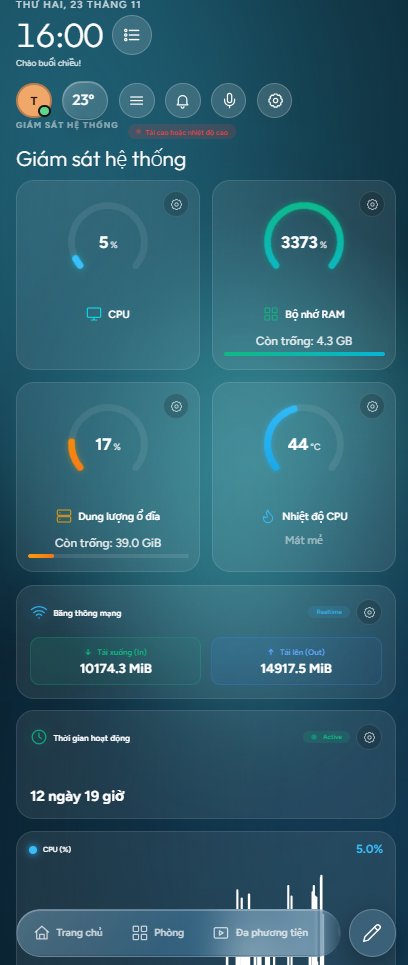 THỨ HAI, 23 THÁNG 11
16:00
Chào buổi chiều!
T
23°
GIÁM SÁT HỆ THỐNG
Tải cao hoặc nhiệt độ cao
Giám sát hệ thống
5 %
CPU
3373 %
Bộ nhớ RAM
Còn trống: 4.3 GB
17 %
Dung lượng ổ đĩa
Còn trống: 39.0 GiB
44 °C
Nhiệt độ CPU
Mát mẻ
Băng thông mạng
Realtime
Tải xuống (In)
10174.3 MiB
Tải lên (Out)
14917.5 MiB
Thời gian hoạt động
Active
12 ngày 19 giờ
CPU (%)
5.0%
Trang chủ
Phòng
Đa phương tiện